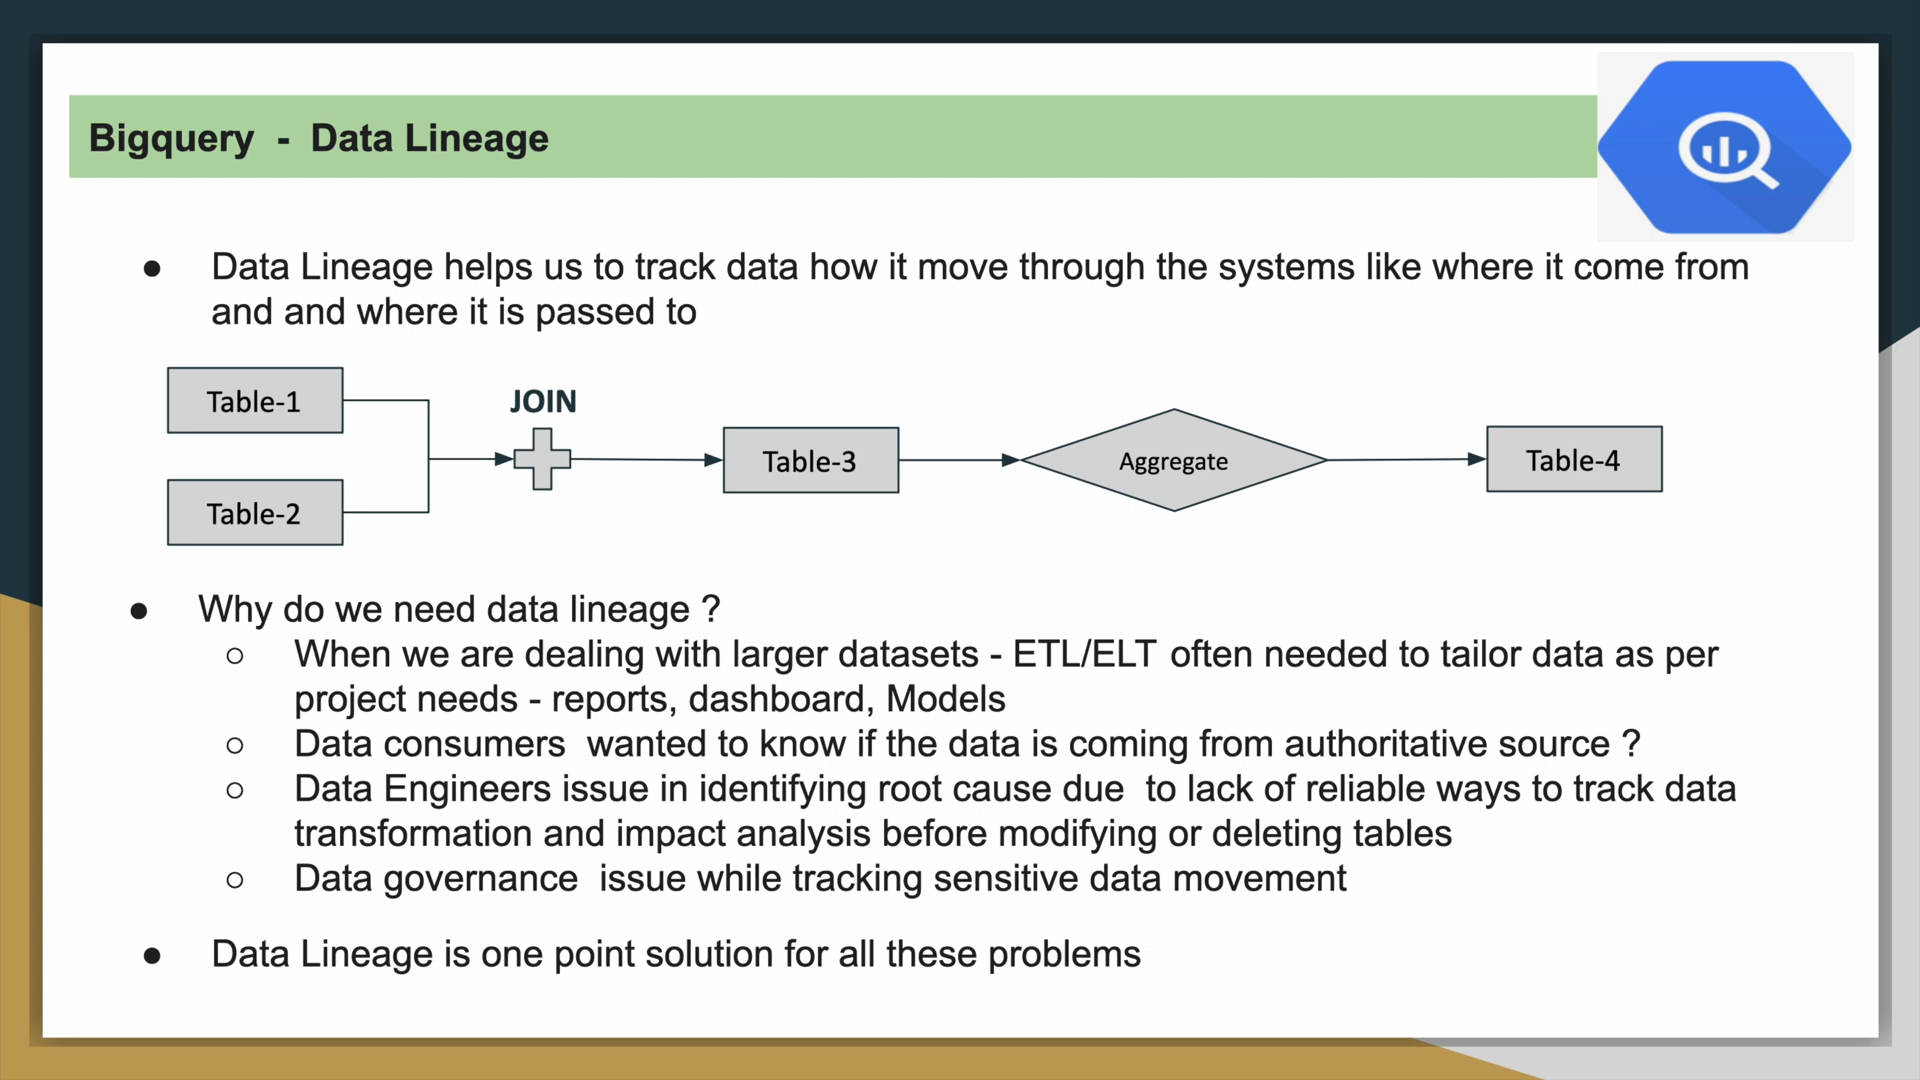 Bigquery - Data Lineage
Data Lineage helps us to track data how it move through the systems like where it come from
and and where it is passed to
Table-1
JOIN
Table-3
Aggregate
Table-4
Table-2
Why do we need data lineage ?
When we are dealing with larger datasets - ETL/ELT often needed to tailor data as per
project needs - reports, dashboard, Models
Data consumers wanted to know if the data is coming from authoritative source ?
Data Engineers issue in identifying root cause due to lack of reliable ways to track data
transformation and impact analysis before modifying or deleting tables
Data governance issue while tracking sensitive data movement
Data Lineage is one point solution for all these problems